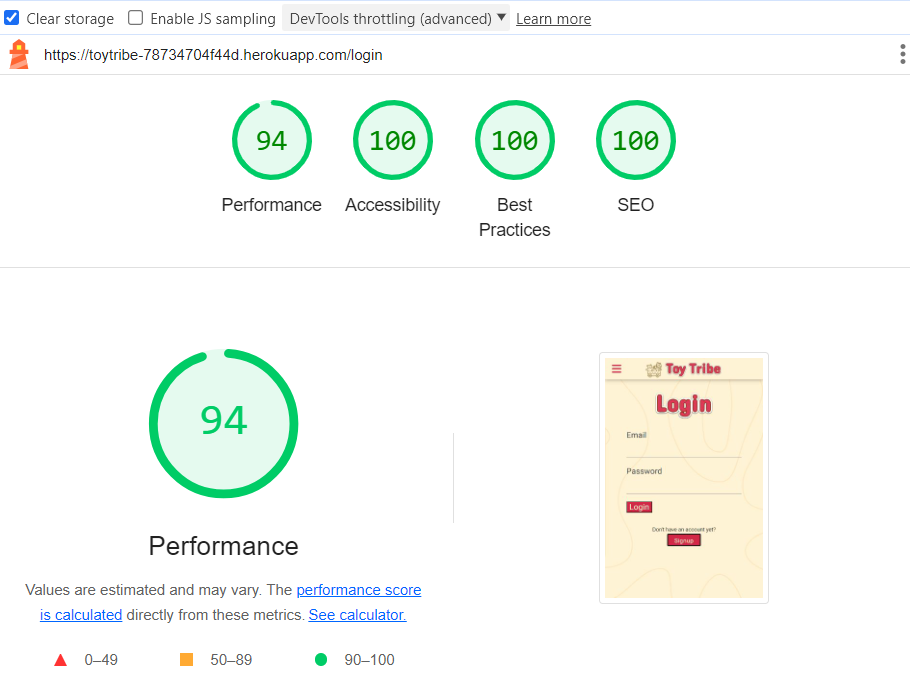 Clear storage Enable JS sampling DevTools throttling (advanced) Learn more
https://toytribe-78734704f44d.herokuapp.com/login
94 100 100 100
Performance Accessibility Best Practices SEO
94
Performance
Values are estimated and may vary. The performance score
is calculated directly from these metrics. See calculator.
0–49 50–89 90–100
Toy Tribe
Login
Email
Password
Login
Don't have an account yet?
Signup